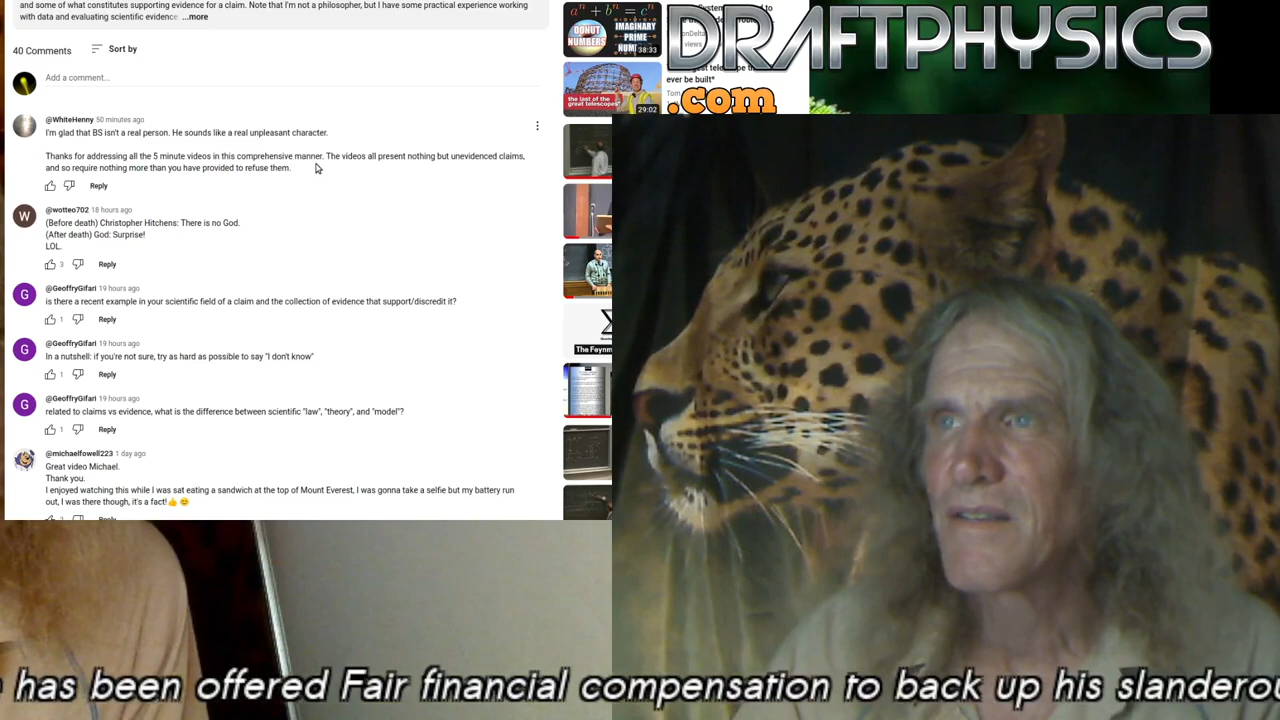 and some of what constitutes supporting evidence for a claim. Note that I'm not a philosopher, but I have some practical experience working
with data and evaluating scientific evidence ...more
40 Comments
Sort by
Add a comment...
@WhiteHenny 50 minutes ago
I'm glad that BS isn't a real person. He sounds like a real unpleasant character.
Thanks for addressing all the 5 minute videos in this comprehensive manner. The videos all present nothing but unevidenced claims,
and so require nothing more than you have provided to refuse them.
Reply
W
@wotteo702 18 hours ago
(Before death) Christopher Hitchens: There is no God.
(After death) God: Surprise!
LOL.
3 Reply
G
@GeoffryGifari 19 hours ago
is there a recent example in your scientific field of a claim and the collection of evidence that support/discredit it?
1 Reply
G
@GeoffryGifari 19 hours ago
In a nutshell: if you're not sure, try as hard as possible to say "I don't know"
1 Reply
G
@GeoffryGifari 19 hours ago
related to claims vs evidence, what is the difference between scientific "law", "theory", and "model"?
1 Reply
@michaelfowell223 1 day ago
Great video Michael.
Thank you.
I enjoyed watching this while I was sat eating a sandwich at the top of Mount Everest, I was gonna take a selfie but my battery run
out, I was there though, it's a fact!👍😊
aⁿ + bⁿ = cⁿ
DONUT
NUMBERS
IMAGINARY
PRIME
38:33
the last of the
great telescopes
29:02
ever be built*
The Feynm
views
DRAFTPHYSICS
.com
has been offered Fair financial compensation to back up his